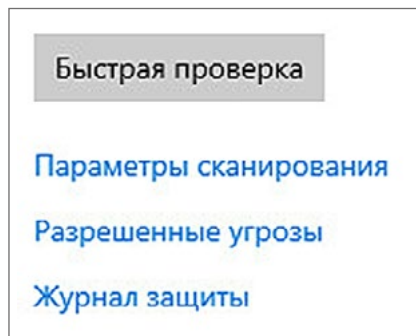 Быстрая проверка
Параметры сканирования
Разрешенные угрозы
Журнал защиты